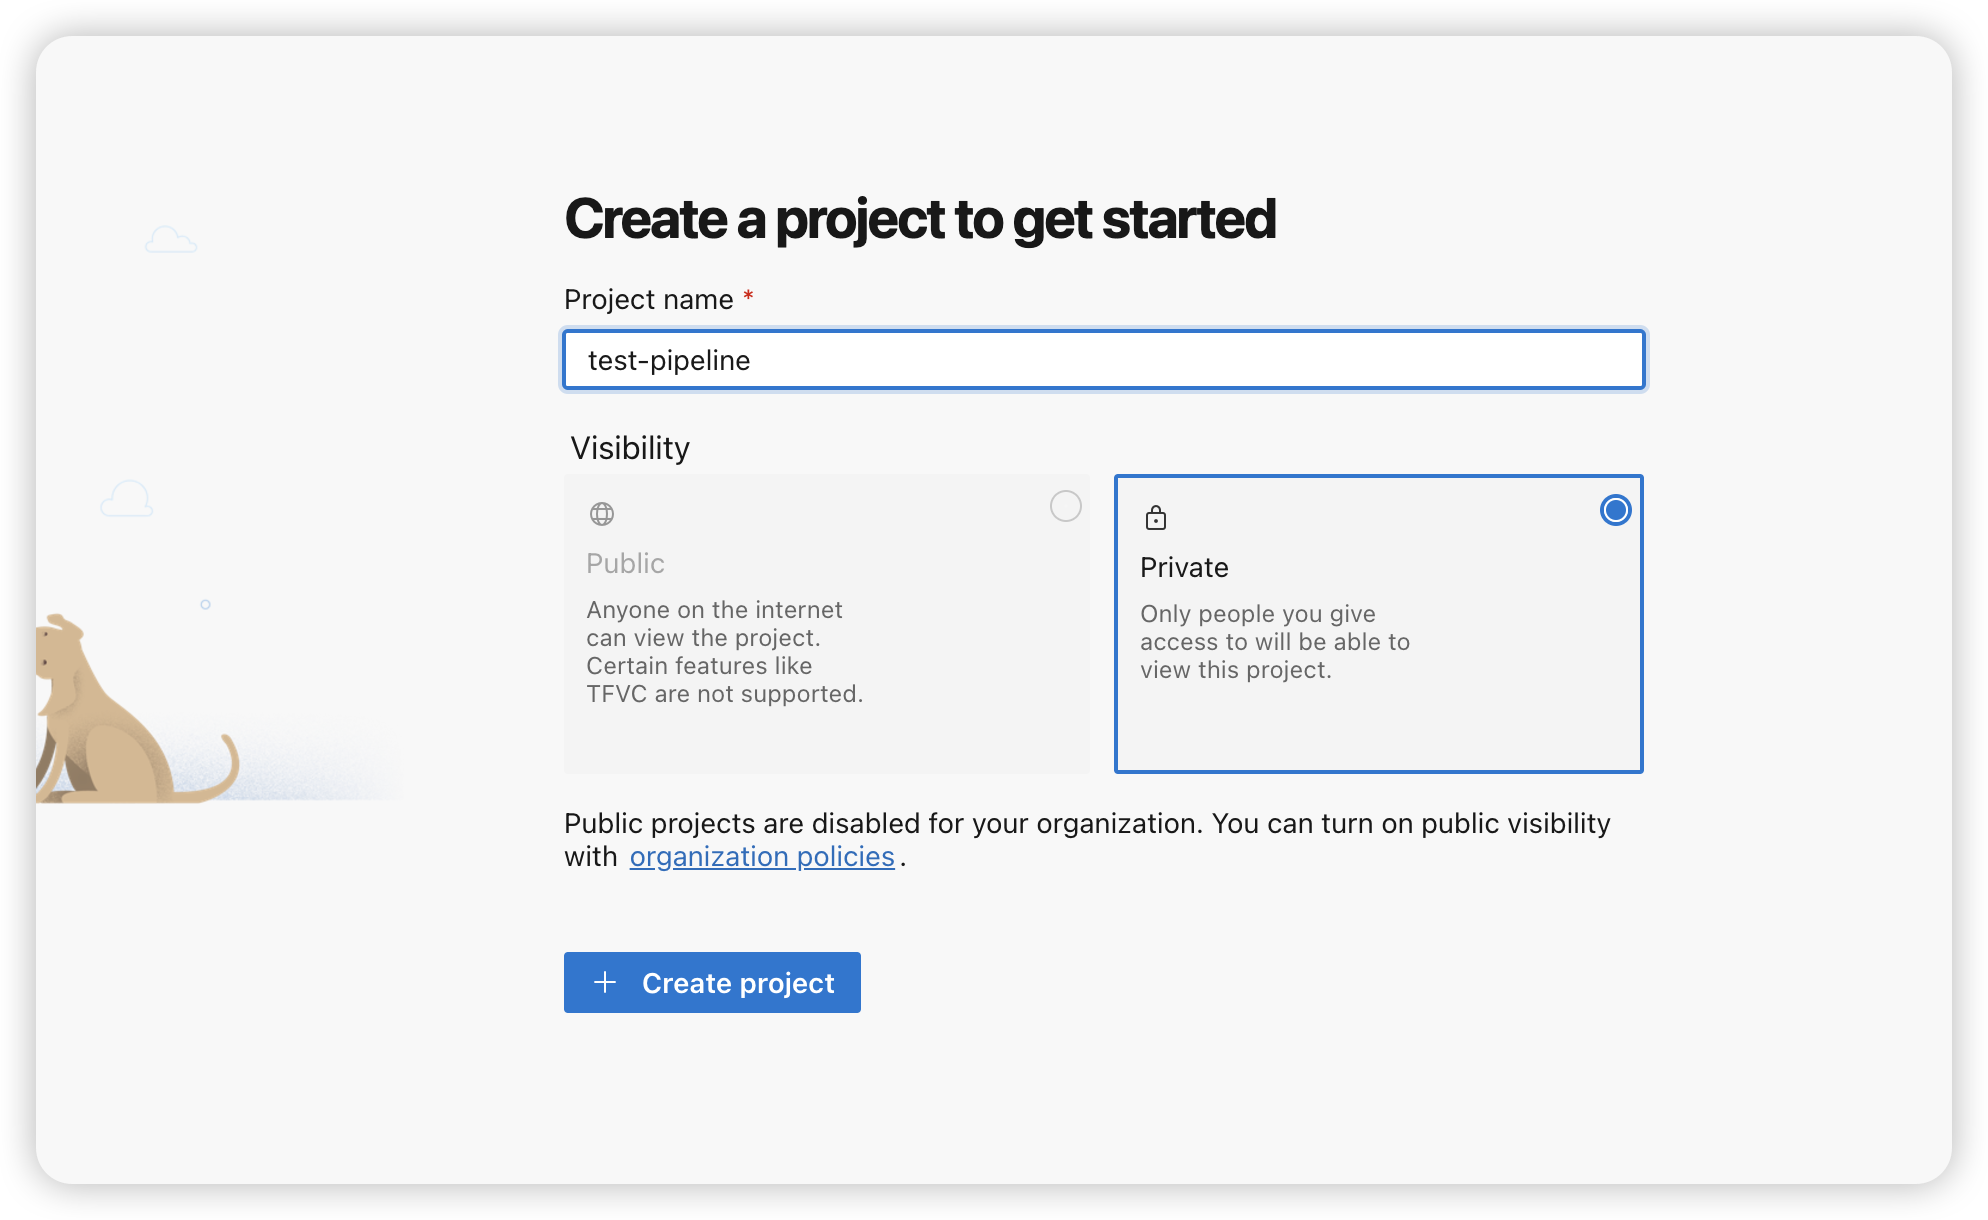 Create a project to get started
Project name *
test-pipeline
Visibility
Public
Anyone on the internet
can view the project.
Certain features like
TFVC are not supported.
Private
Only people you give
access to will be able to
view this project.
Public projects are disabled for your organization. You can turn on public visibility
with organization policies.
+ Create project